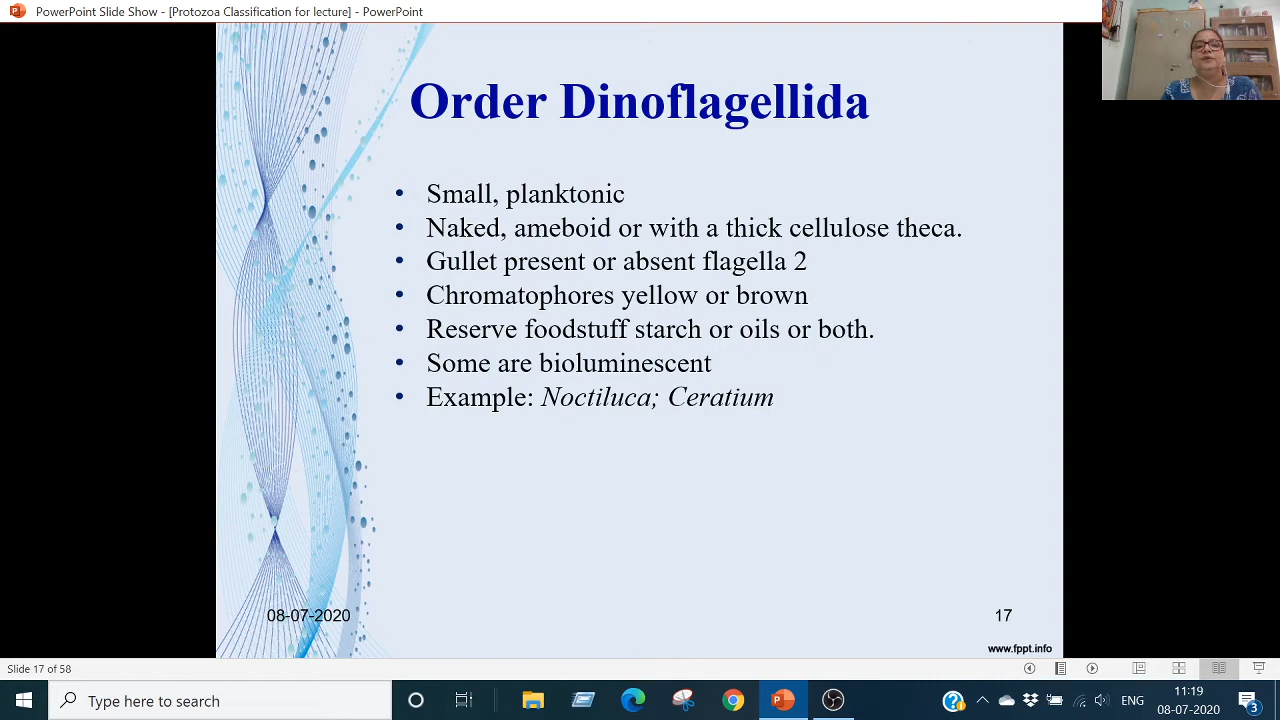 PowerPoint Slide Show - [Protozoa Classification for lecture] - PowerPoint
Order Dinoflagellida
• Small, planktonic
• Naked, ameboid or with a thick cellulose theca.
• Gullet present or absent flagella 2
• Chromatophores yellow or brown
• Reserve foodstuff starch or oils or both.
• Some are bioluminescent
• Example: Noctiluca; Ceratium
08-07-2020
17
www.fppt.info
Slide 17 of 58
Type here to search
ENG
11:19
08-07-2020
3